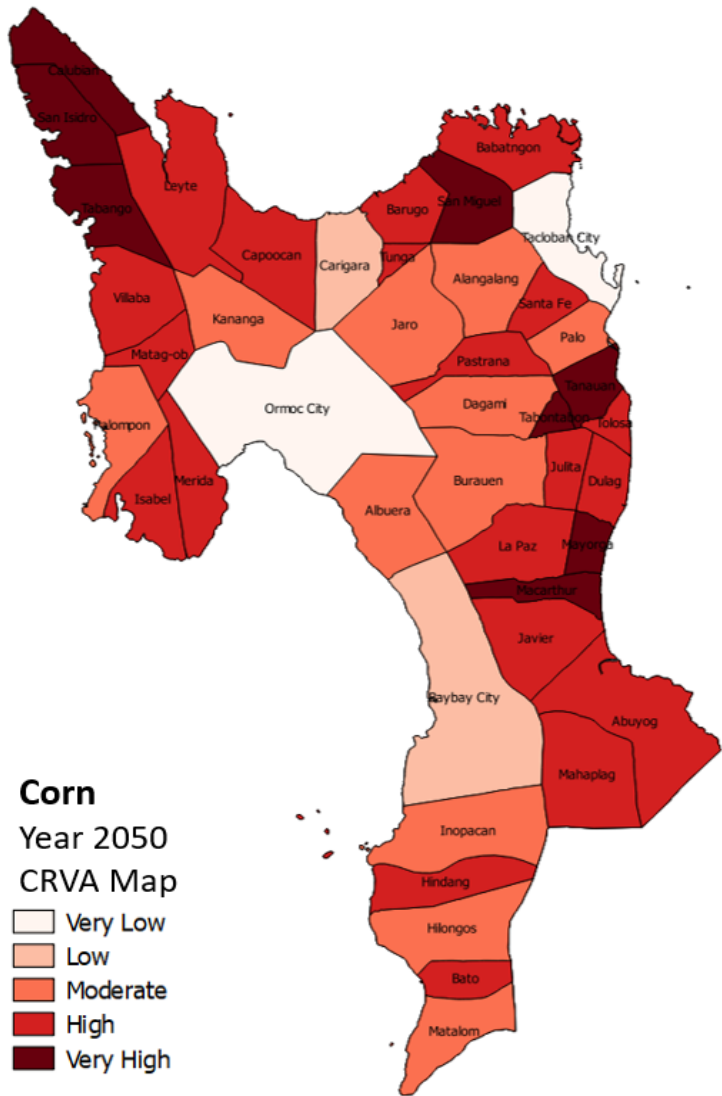 Calubian
San Isidro
Babatngon
Leyte
San Miguel
Tabango
Barugo
Tacloban City
Capoocan
Tunga
Carigara
Alangalang
Villaba
Santa Fe
Kananga
Jaro
Palo
Matag-ob
Pastrana
Tanauan
Ormoc City
Dagami
Tabontabon
Palompon
Tolosa
Julita
Merida
Burauen
Dulag
Isabel
Albuera
La Paz
Mayorga
Macarthur
Javier
Baybay City
Abuyog
Mahaplag
Corn
Year 2050
CRVA Map
Very Low
Low
Moderate
High
Very High
Inopacan
Hindang
Hilongos
Bato
Matalom